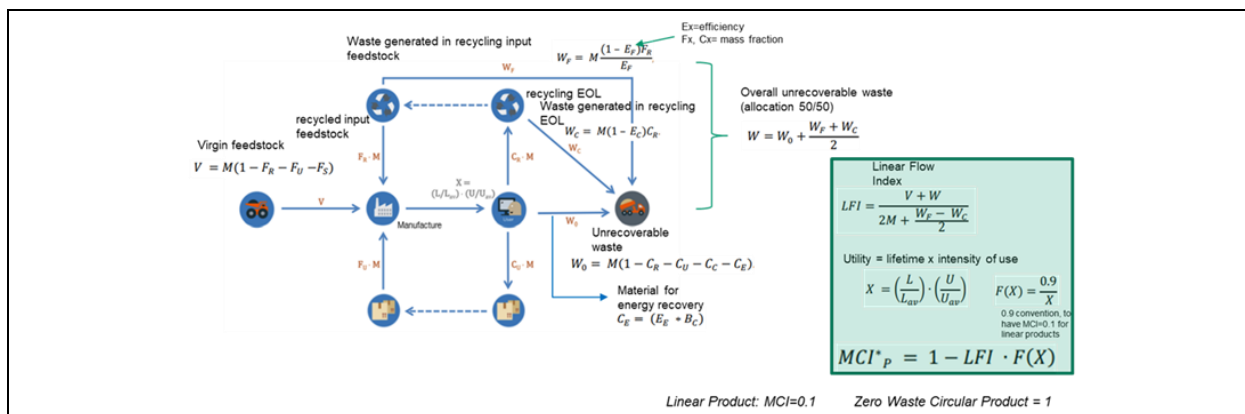 Ex=efficiency
Fx, Cx= mass fraction
Waste generated in recycling input
feedstock
W_F = M (1 − E_F)F_R / E_F
W_F
recycling EOL
Waste generated in recycling
EOL
W_C = M(1 − E_C)C_R.
W_C
Overall unrecoverable waste
(allocation 50/50)
W = W_0 + (W_F + W_C) / 2
recycled input
feedstock
Virgin feedstock
V = M(1 − F_R − F_U −F_S)
F_R · M
C_R · M
X =
(L/L_av) · (U/U_av)
V
Manufacture
W_0
Unrecoverable
waste
W_0 = M(1 − C_R − C_U − C_C − C_E).
F_U · M
C_U · M
Material for
energy recovery
C_E = (E_E * B_C)
Linear Flow
Index
LFI = (V + W) / (2M + (W_F − W_C) / 2)
Utility = lifetime x intensity of use
X = (L / L_av) · (U / U_av)
F(X) = 0.9 / X
0.9 convention, to
have MCI=0.1 for
linear products
MCI*_P = 1 − LFI · F(X)
Linear Product: MCI=0.1
Zero Waste Circular Product = 1